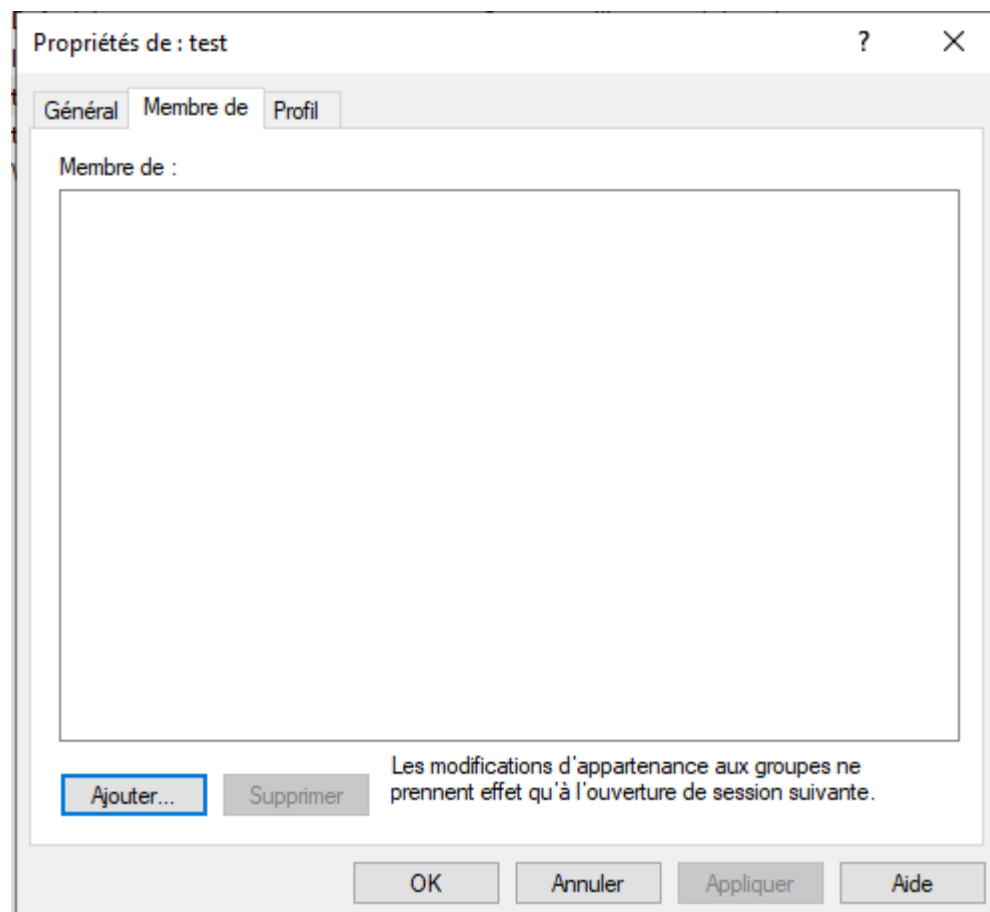 Propriétés de : test
?
Général
Membre de
Profil
Membre de :
Ajouter...
Supprimer
Les modifications d'appartenance aux groupes ne
prennent effet qu'à l'ouverture de session suivante.
OK
Annuler
Appliquer
Aide